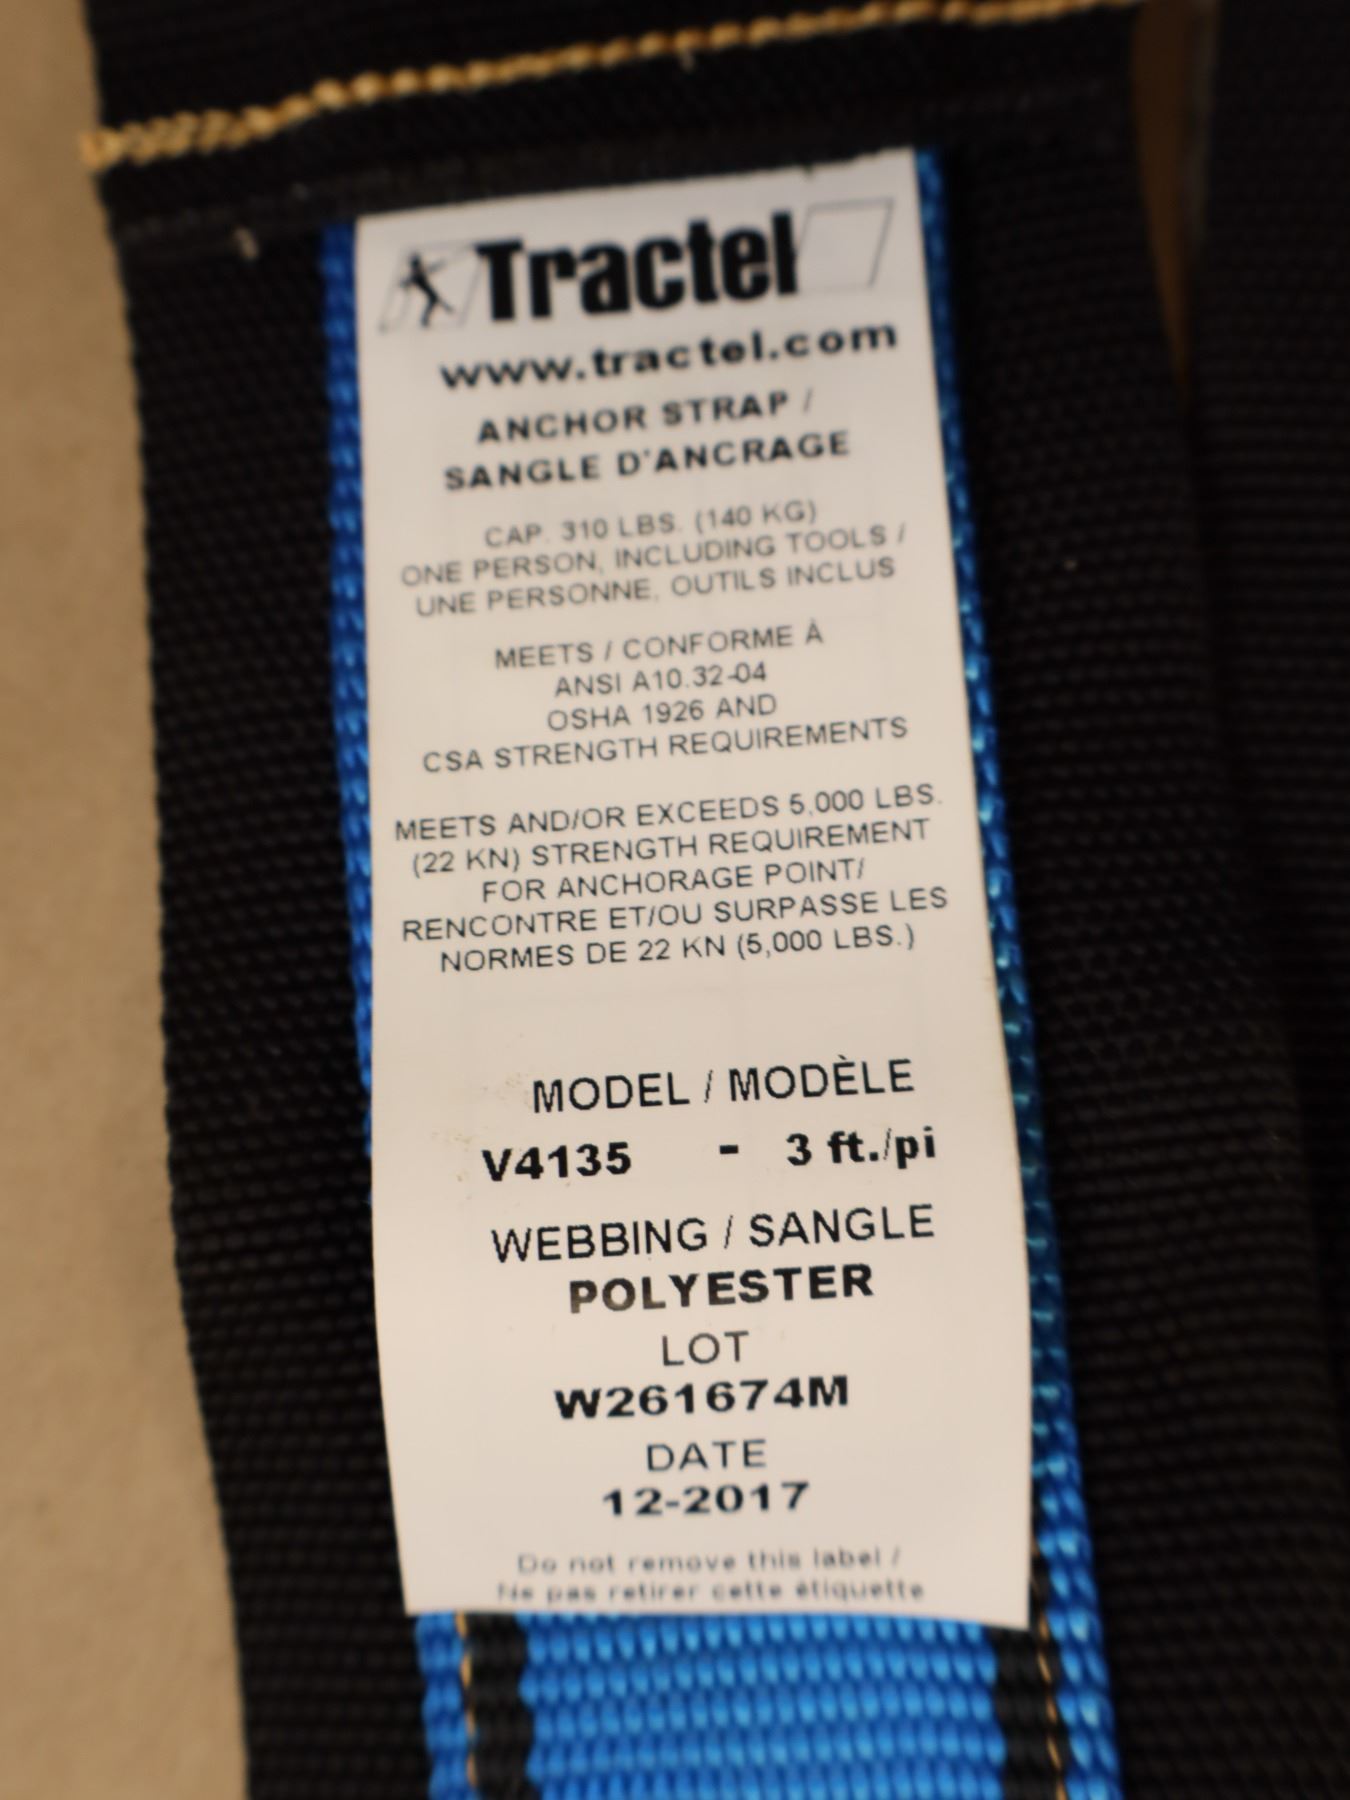 Tractel
www.tractel.com
ANCHOR STRAP /
SANGLE D'ANCRAGE
CAP. 310 LBS. (140 KG)
ONE PERSON, INCLUDING TOOLS /
UNE PERSONNE, OUTILS INCLUS
MEETS / CONFORME À
ANSI A10.32-04
OSHA 1926 AND
CSA STRENGTH REQUIREMENTS
MEETS AND/OR EXCEEDS 5,000 LBS.
(22 KN) STRENGTH REQUIREMENT
FOR ANCHORAGE POINT/
RENCONTRE ET/OU SURPASSE LES
NORMES DE 22 KN (5,000 LBS.)
MODEL / MODÈLE
V4135 - 3 ft./pi
WEBBING / SANGLE
POLYESTER
LOT
W261674M
DATE
12-2017
Do not remove this label /
Ne pas retirer cette étiquette